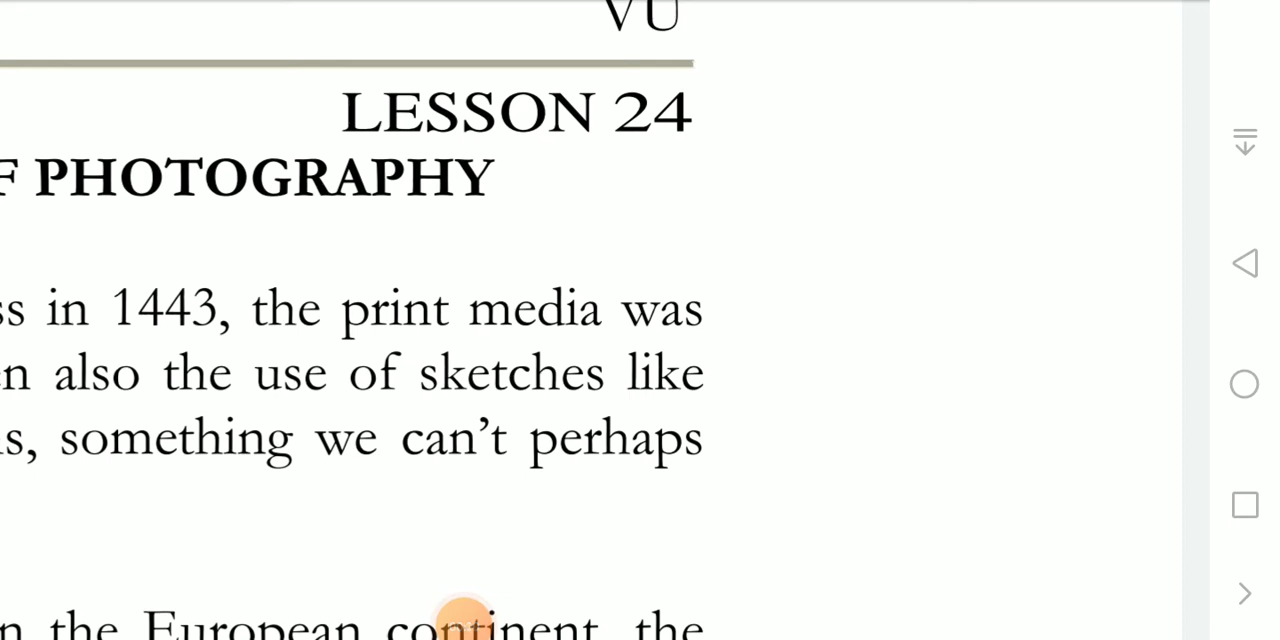 VU
LESSON 24
F PHOTOGRAPHY
ss in 1443, the print media was
en also the use of sketches like
s, something we can't perhaps
n the European continent, the